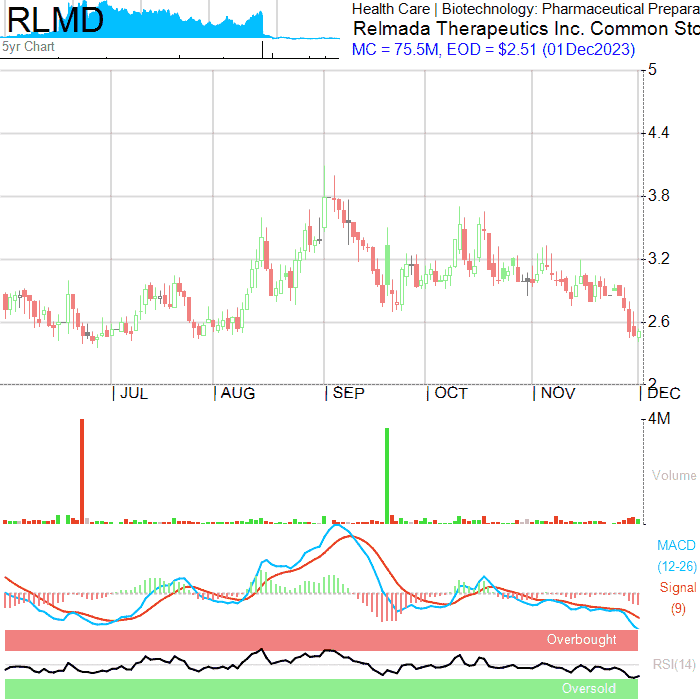 RLMD
5yr Chart
Health Care | Biotechnology: Pharmaceutical Prepara
Relmada Therapeutics Inc. Common Sto
MC = 75.5M, EOD = $2.51 (01Dec2023)
5
4.4
3.8
3.2
2.6
2
JUL AUG SEP OCT NOV DEC
4M
Volume
MACD
(12-26)
Signal
(9)
Overbought
RSI(14)
Oversold